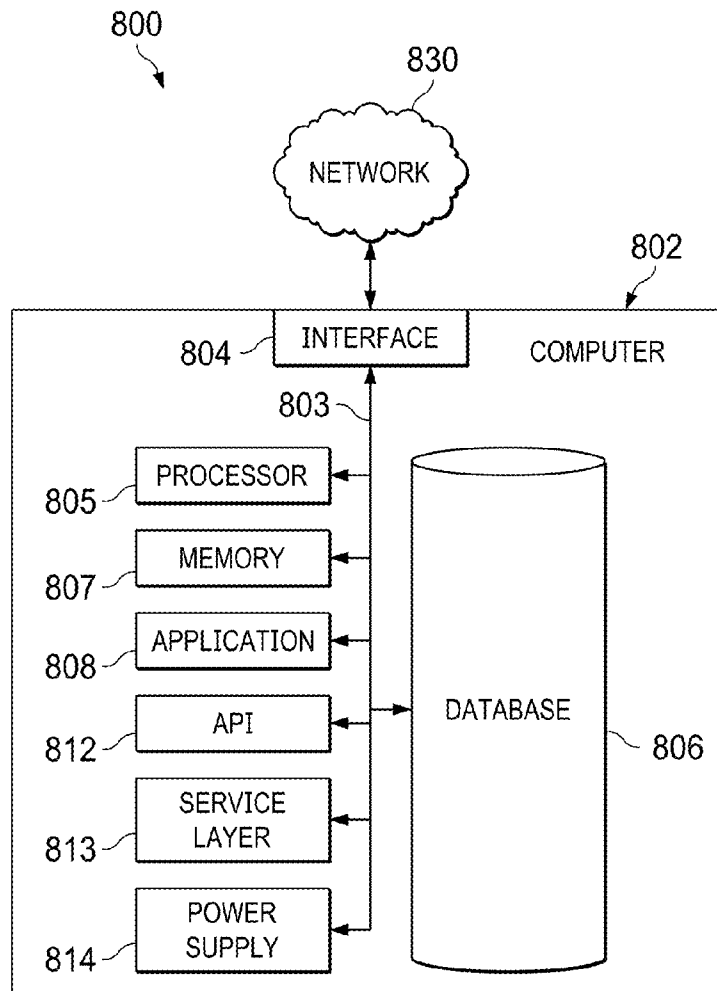 800
830
NETWORK
802
804
INTERFACE
COMPUTER
803
805
PROCESSOR
807
MEMORY
808
APPLICATION
812
API
DATABASE
806
813
SERVICE
LAYER
814
POWER
SUPPLY